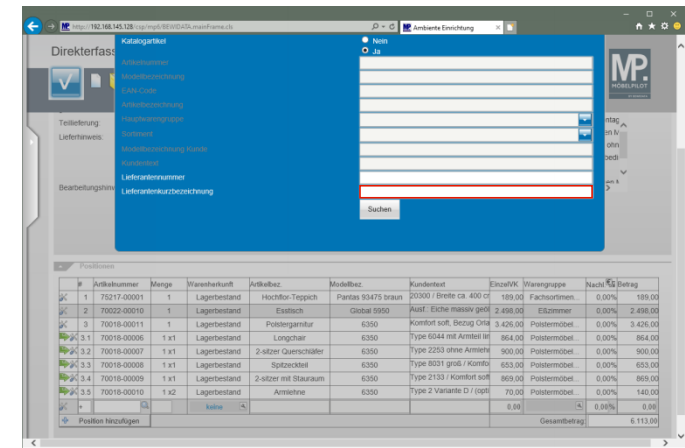 http://192.168.145.128/csp/mp6/BEWIDATA.mainFrame.cls
Ambiente Einrichtung
Direkterfass
Katalogartikel
Nein
Ja
Artikelnummer
Modellbezeichnung
EAN-Code
Artikelbezeichnung
Hauptwarengruppe
Sortiment
Modellbezeichnung Kunde
Kundentext
Lieferantennummer
Lieferantenkurzbezeichnung
Suchen
MP.
MÖBELPILOT
Teillieferung:
Lieferhinweis:
Bearbeitungshinw
Positionen
# Artikelnummer Menge Warenherkunft Artikelbez. Modellbez. Kundentext EinzelVK Warengruppe Nachl Betrag
1 75217-00001 1 Lagerbestand Hochflor-Teppich Pantas 93475 braun 20300 / Breite ca. 400 cr 189,00 Fachsortimen... 0,00% 189,00
2 70022-00010 1 Lagerbestand Esstisch Global 5950 Ausf.: Eiche massiv geöl 2.498,00 Eßzimmer 0,00% 2.498,00
3 70018-00011 1 Lagerbestand Polstergarnitur 6350 Komfort soft, Bezug Orla 3.426,00 Polstermöbel... 0,00% 3.426,00
3.1 70018-00006 1 x1 Lagerbestand Longchair 6350 Type 6044 mit Armteil lin 864,00 Polstermöbel... 0,00% 864,00
3.2 70018-00007 1 x1 Lagerbestand 2-sitzer Querschläfer 6350 Type 2253 ohne Armlehn 900,00 Polstermöbel... 0,00% 900,00
3.3 70018-00008 1 x1 Lagerbestand Spitzeckteil 6350 Type 8031 groß / Komfo 653,00 Polstermöbel... 0,00% 653,00
3.4 70018-00009 1 x1 Lagerbestand 2-sitzer mit Stauraum 6350 Type 2133 / Komfort soft 869,00 Polstermöbel... 0,00% 869,00
3.5 70018-00010 1 x2 Lagerbestand Armlehne 6350 Type 2 Variante D / (opti 70,00 Polstermöbel... 0,00% 140,00
+ keine 0,00 0,00% 0,00
Position hinzufügen Gesamtbetrag: 6.113,00